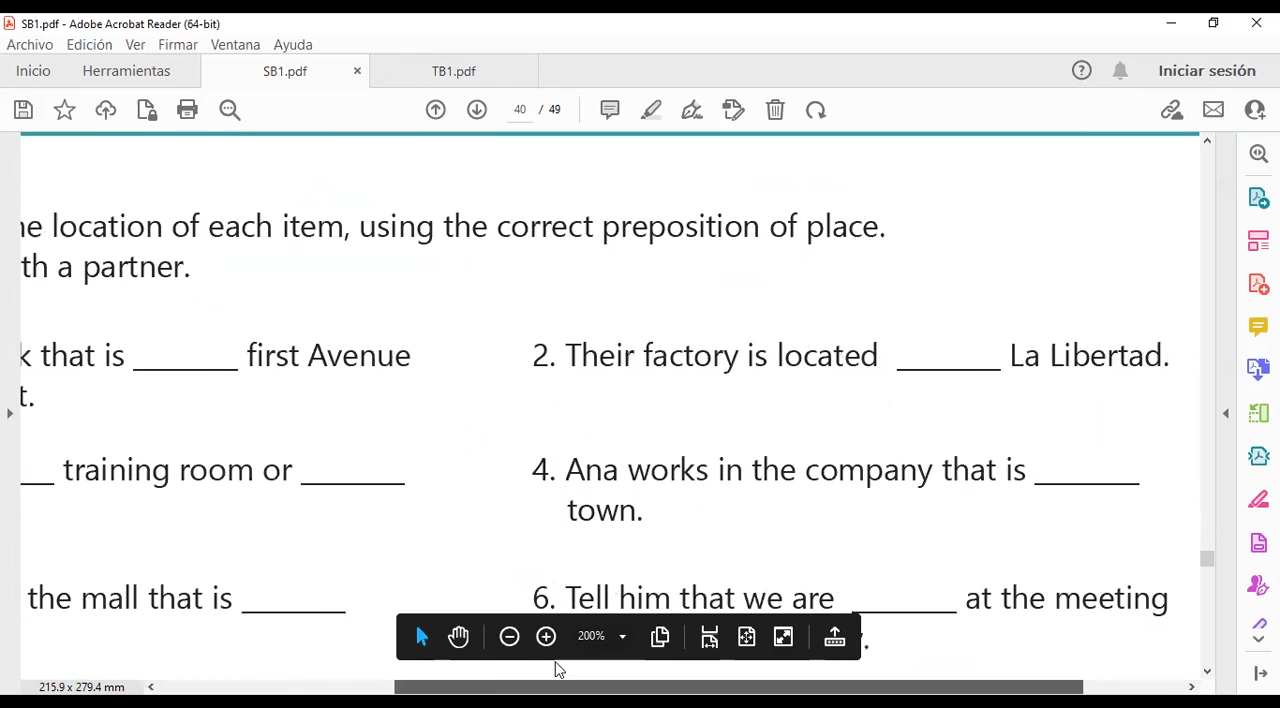 SB1.pdf - Adobe Acrobat Reader (64-bit)
Archivo Edición Ver Firmar Ventana Ayuda
Inicio Herramientas SB1.pdf × TB1.pdf Iniciar sesión
40 / 49
location of each item, using the correct preposition of place.
a partner.
that is _______ first Avenue
2. Their factory is located _______ La Libertad.
training room or _______
4. Ana works in the company that is _______
town.
the mall that is _______
6. Tell him that we are _______ at the meeting
200%
215.9 x 279.4 mm